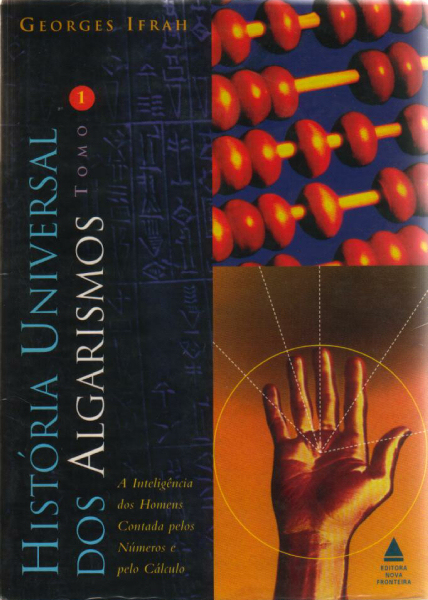 GEORGES IFRAH
HISTÓRIA UNIVERSAL
DOS ALGARISMOS TOMO 1
A Inteligência
dos Homens
Contada pelos
Números e
pelo Cálculo
EDITORA
NOVA
FRONTEIRA